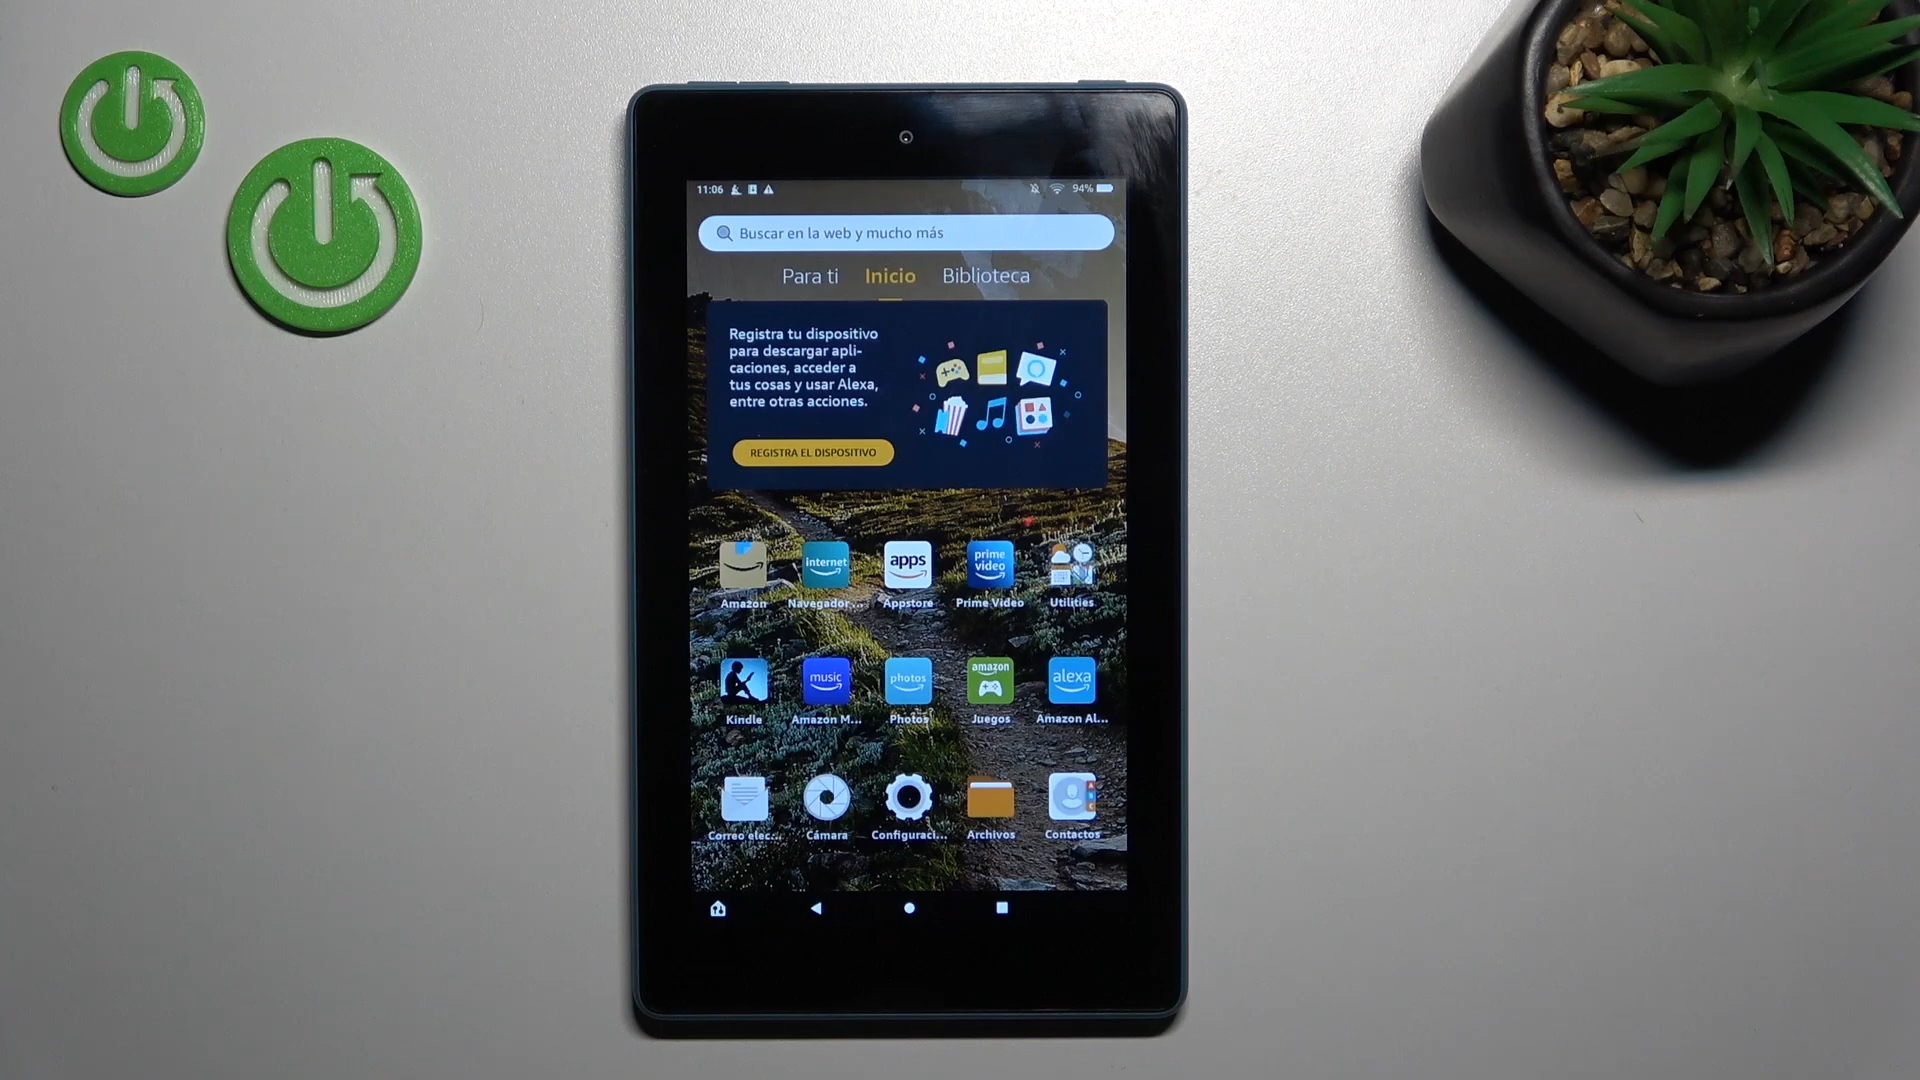 11:06
94%
Buscar en la web y mucho más
Para ti Inicio Biblioteca
Registra tu dispositivo
para descargar apli-
caciones, acceder a
tus cosas y usar Alexa,
entre otras acciones.
REGISTRA EL DISPOSITIVO
internet
apps
prime
video
Amazon Navegador ... Appstore Prime Video Utilities
music
photos
amazon
alexa
Kindle Amazon M... Photos Juegos Amazon Al...
Correo elec... Cámara Configuraci... Archivos Contactos